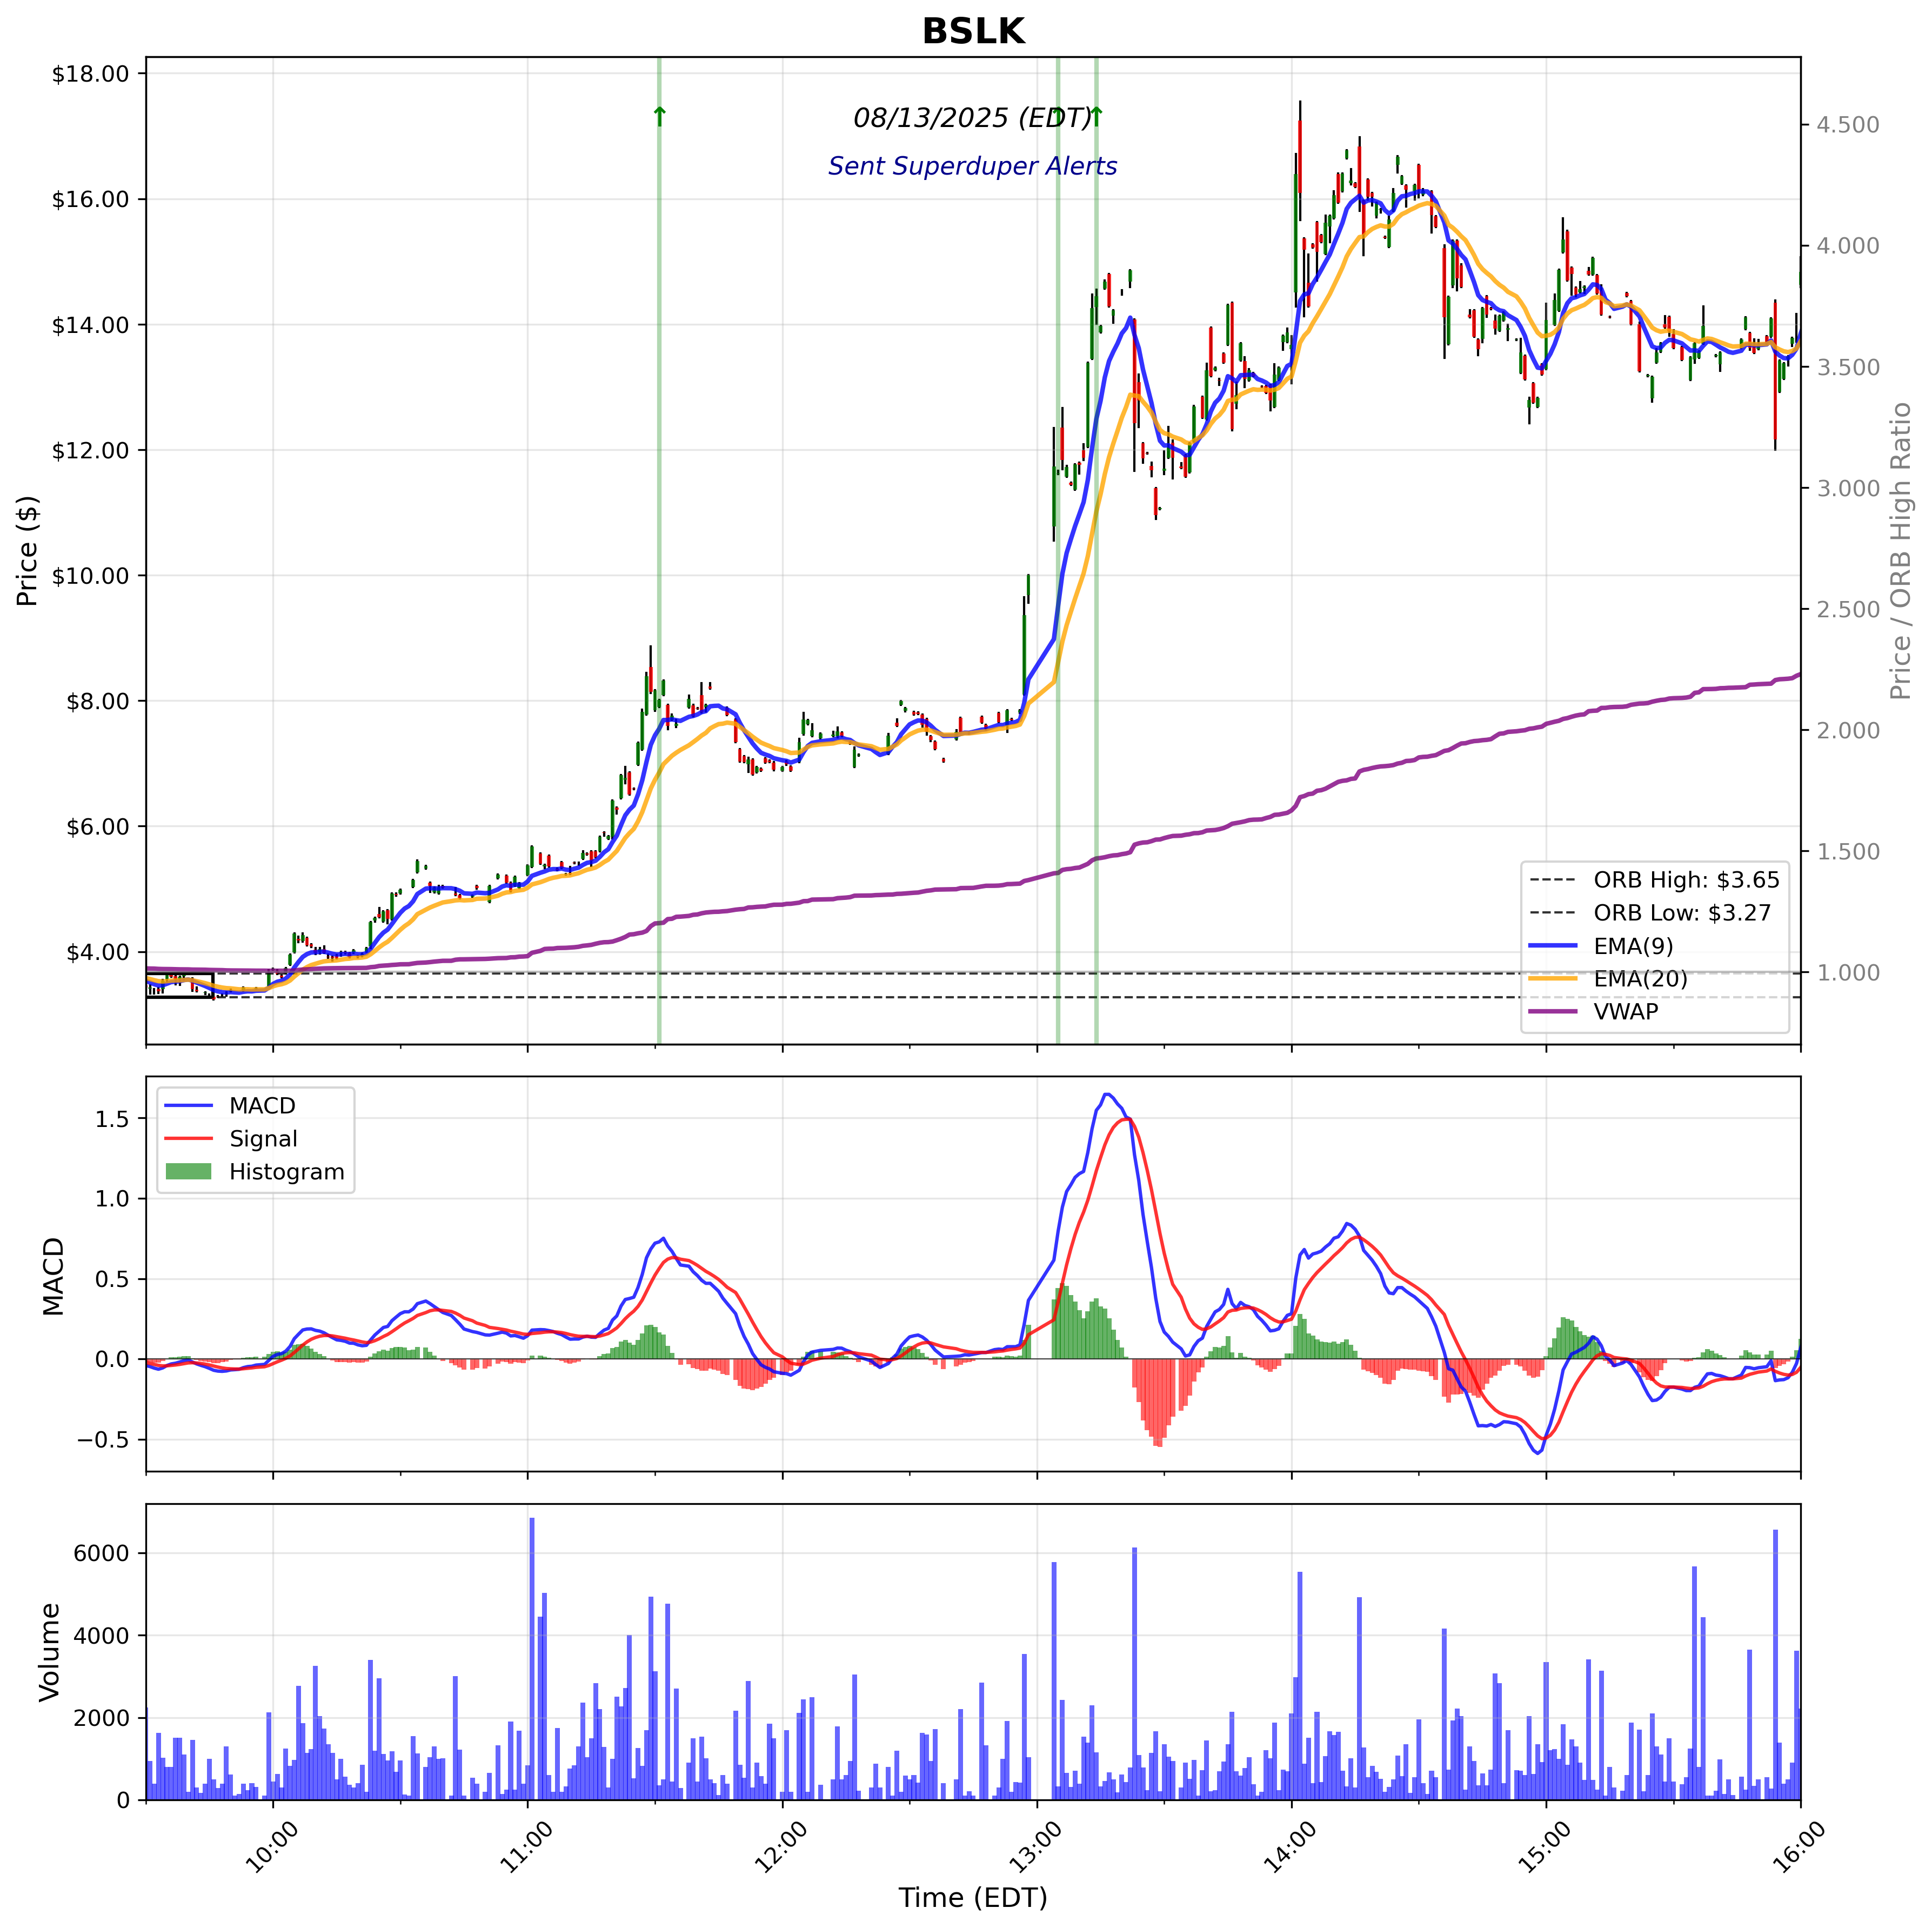 BSLK
$18.00
$16.00
$14.00
$12.00
$10.00
$8.00
$6.00
$4.00
Price ($)
08/13/2025 (EDT)
Sent Superduper Alerts
4.500
4.000
3.500
3.000
2.500
2.000
1.500
1.000
Price / ORB High Ratio
ORB High: $3.65
ORB Low: $3.27
EMA(9)
EMA(20)
VWAP
MACD
Signal
Histogram
1.5
1.0
0.5
0.0
−0.5
MACD
6000
4000
2000
0
Volume
10:00
11:00
12:00
13:00
14:00
15:00
16:00
Time (EDT)